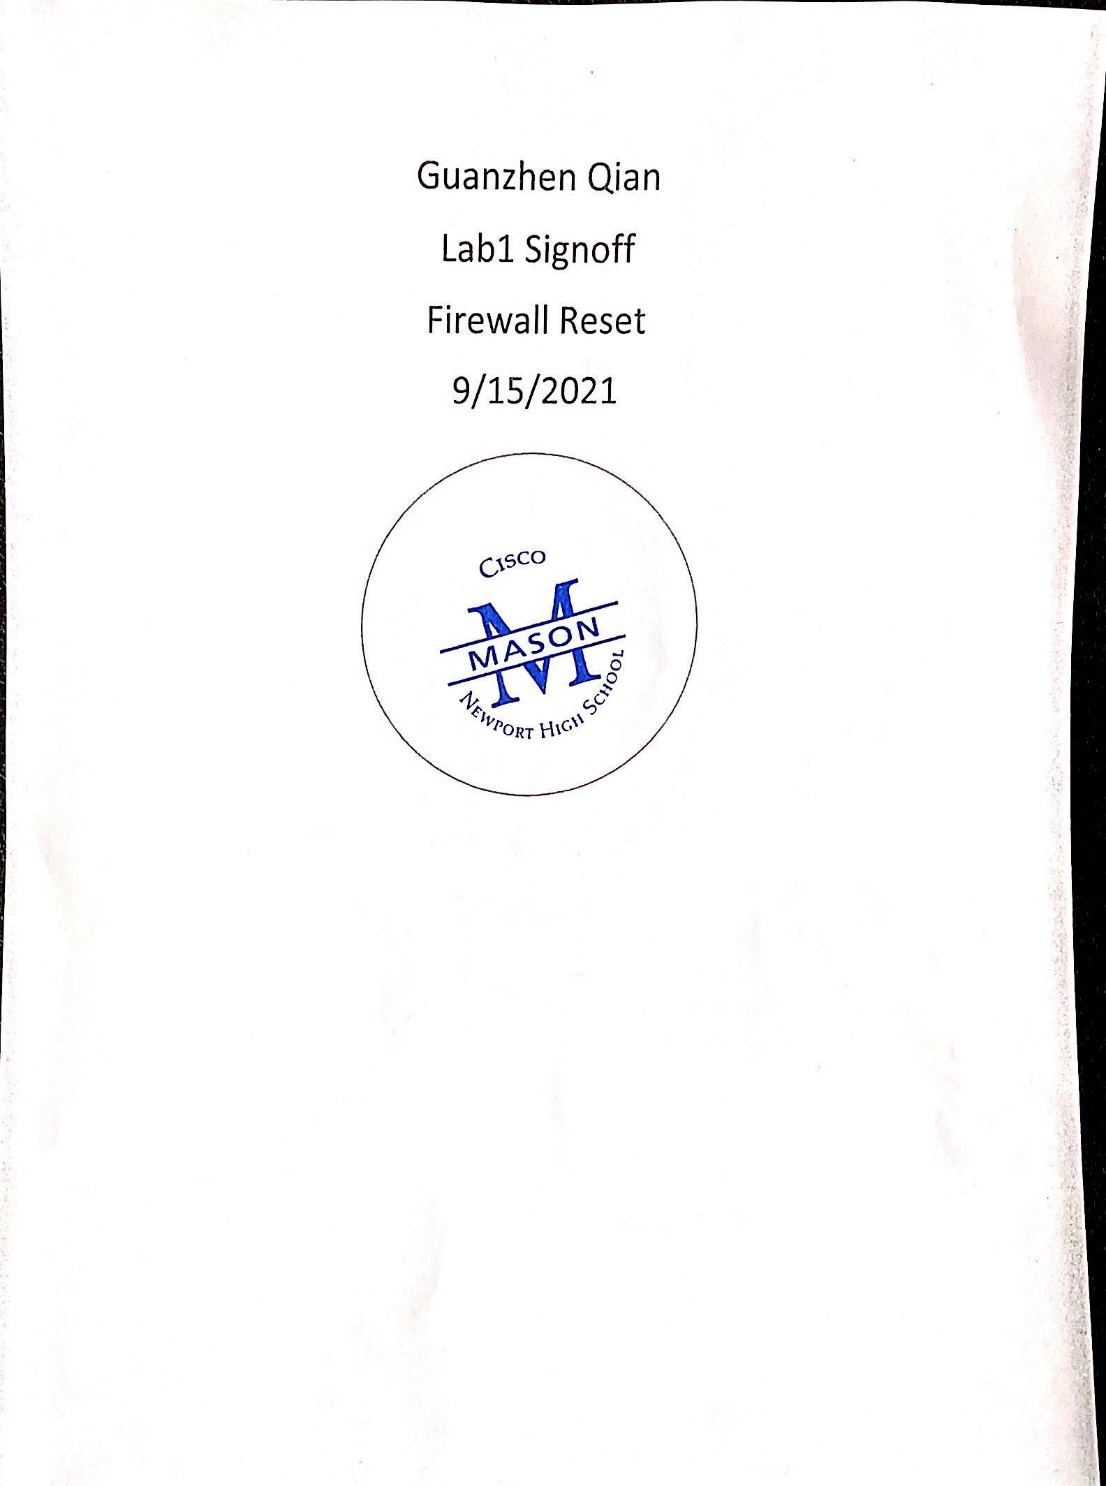 Guanzhen Qian
Lab1 Signoff
Firewall Reset
9/15/2021
CISCO
M
MASON
NEWPORT HIGH SCHOOL